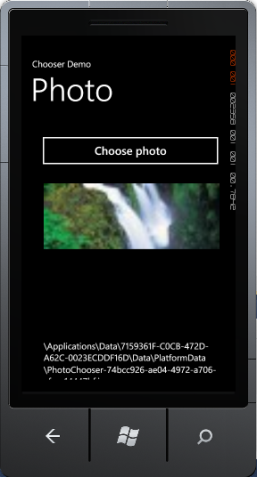 Chooser Demo
Photo
Choose photo
\Applications\Data\7159361F-C0CB-472D-
A62C-0023ECDDF16D\Data\PlatformData
\PhotoChooser-74bcc926-ae04-4972-a706-